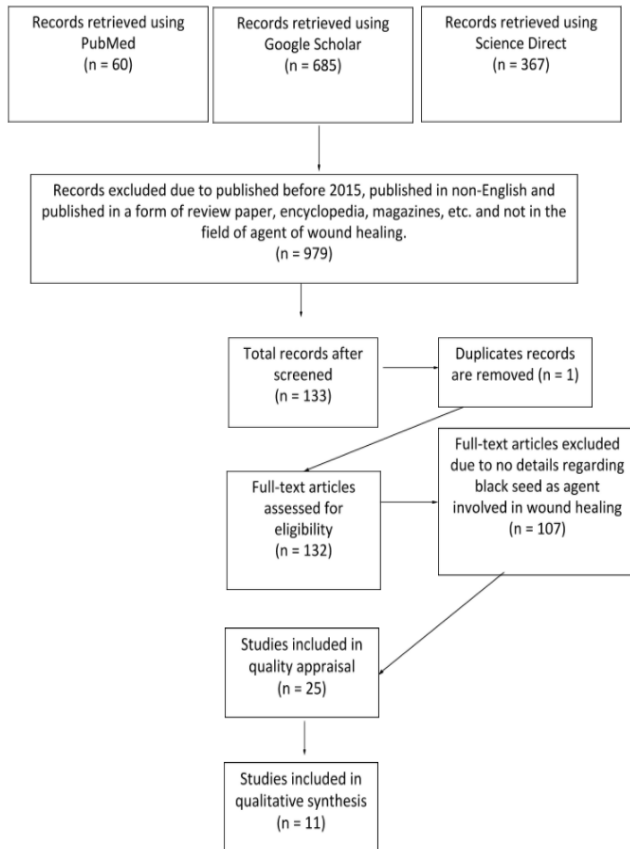 Records retrieved using
PubMed
(n = 60)
Records retrieved using
Google Scholar
(n = 685)
Records retrieved using
Science Direct
(n = 367)
Records excluded due to published before 2015, published in non-English and
published in a form of review paper, encyclopedia, magazines, etc. and not in the
field of agent of wound healing.
(n = 979)
Total records after
screened
(n = 133)
Duplicates records
are removed (n = 1)
Full-text articles
assessed for
eligibility
(n = 132)
Full-text articles excluded
due to no details regarding
black seed as agent
involved in wound healing
(n = 107)
Studies included in
quality appraisal
(n = 25)
Studies included in
qualitative synthesis
(n = 11)